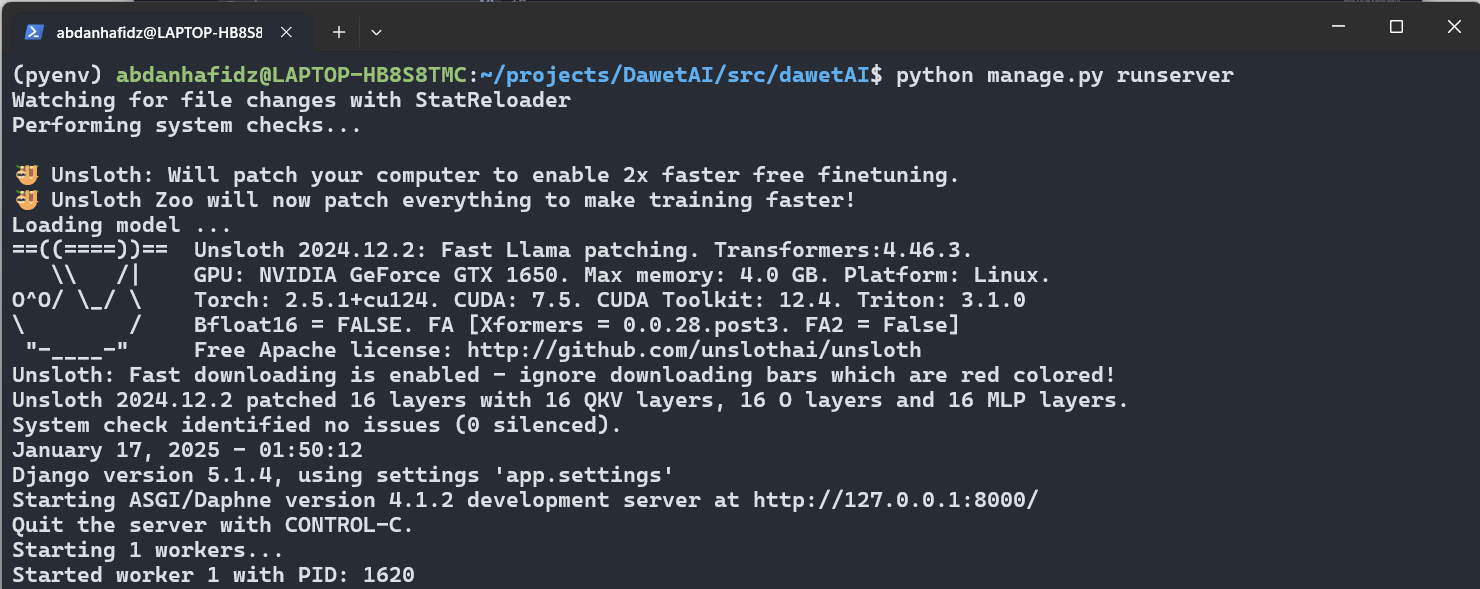 abdanhafidz@LAPTOP-HB8S8
(pyenv) abdanhafidz@LAPTOP-HB8S8TMC:~/projects/DawetAI/src/dawetAI$ python manage.py runserver
Watching for file changes with StatReloader
Performing system checks...

🦥 Unsloth: Will patch your computer to enable 2x faster free finetuning.
🦥 Unsloth Zoo will now patch everything to make training faster!
Loading model ...
==((====))==  Unsloth 2024.12.2: Fast Llama patching. Transformers:4.46.3.
   \\   /|    GPU: NVIDIA GeForce GTX 1650. Max memory: 4.0 GB. Platform: Linux.
O^O/ \_/ \    Torch: 2.5.1+cu124. CUDA: 7.5. CUDA Toolkit: 12.4. Triton: 3.1.0
\        /    Bfloat16 = FALSE. FA [Xformers = 0.0.28.post3. FA2 = False]
 "-____-"     Free Apache license: http://github.com/unslothai/unsloth
Unsloth: Fast downloading is enabled - ignore downloading bars which are red colored!
Unsloth 2024.12.2 patched 16 layers with 16 QKV layers, 16 O layers and 16 MLP layers.
System check identified no issues (0 silenced).
January 17, 2025 - 01:50:12
Django version 5.1.4, using settings 'app.settings'
Starting ASGI/Daphne version 4.1.2 development server at http://127.0.0.1:8000/
Quit the server with CONTROL-C.
Starting 1 workers...
Started worker 1 with PID: 1620